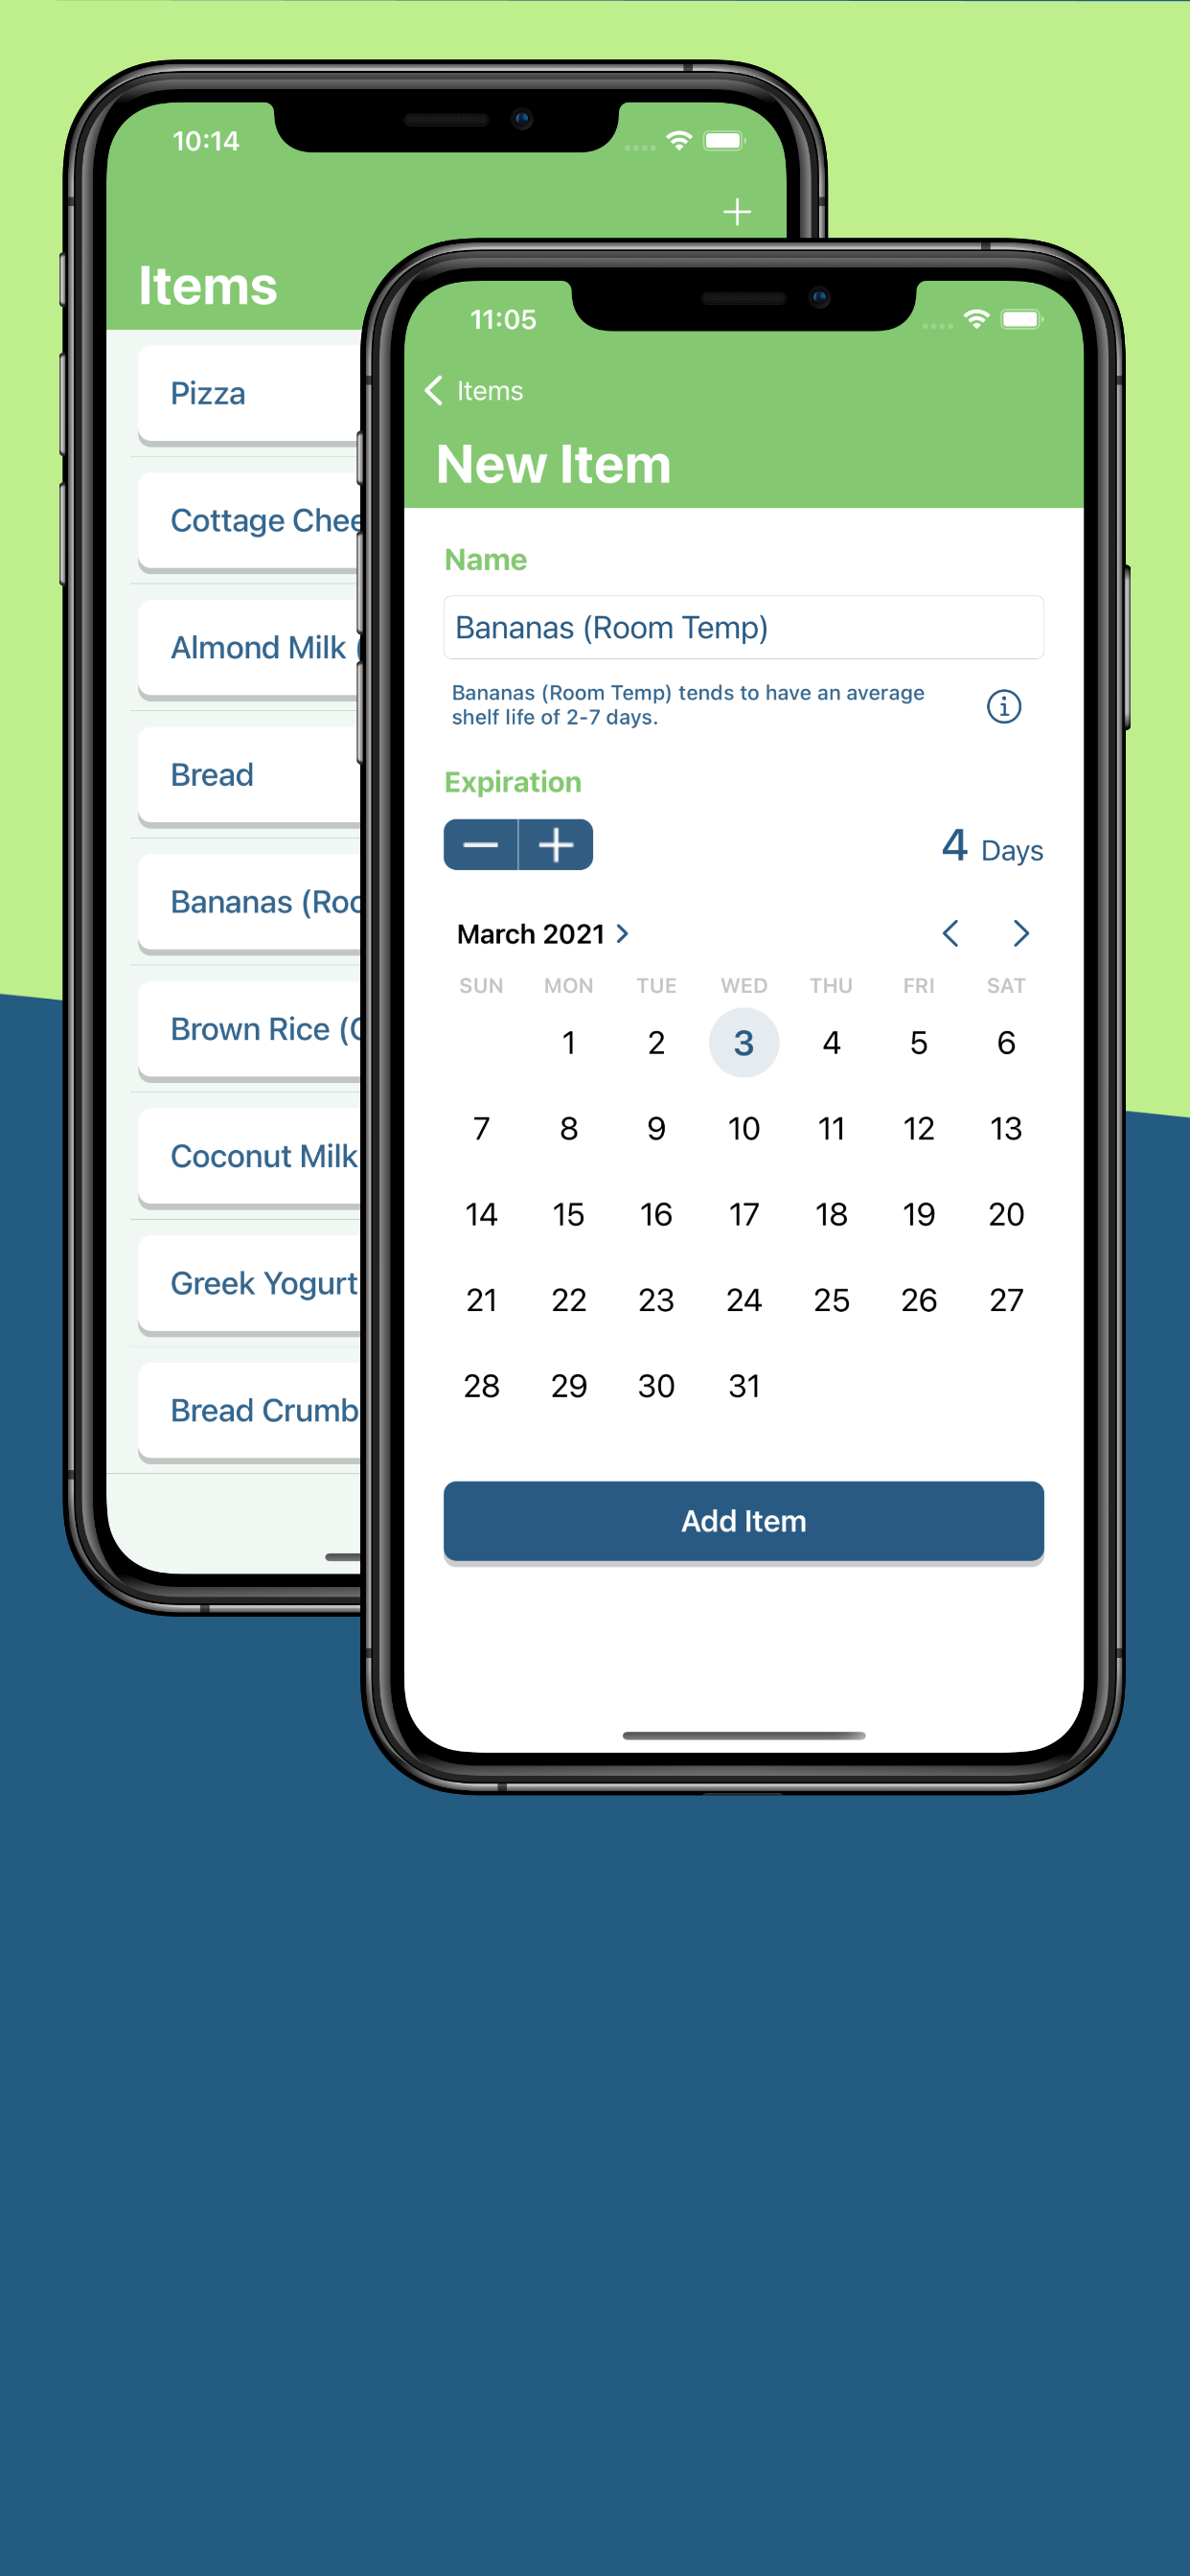 10:14
Items
Pizza
Cottage
Almond Milk
Bread
Bananas
Brown Rice
Coconut Milk
Greek Yogurt
Bread
11:05
Items
New Item
Name
Bananas (Room Temp)
Bananas (Room Temp) tends to have an average
shelf life of 2-7 days.
Expiration
4 Days
March 2021
SUN MON TUE WED THU FRI SAT
1 2 3 4 5 6
7 8 9 10 11 12 13
14 15 16 17 18 19 20
21 22 23 24 25 26 27
28 29 30 31
Add Item